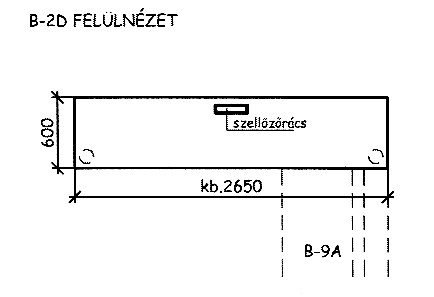 B-2D FELÜLNÉZET
szellőzőrács
600
kb.2650
B-9A